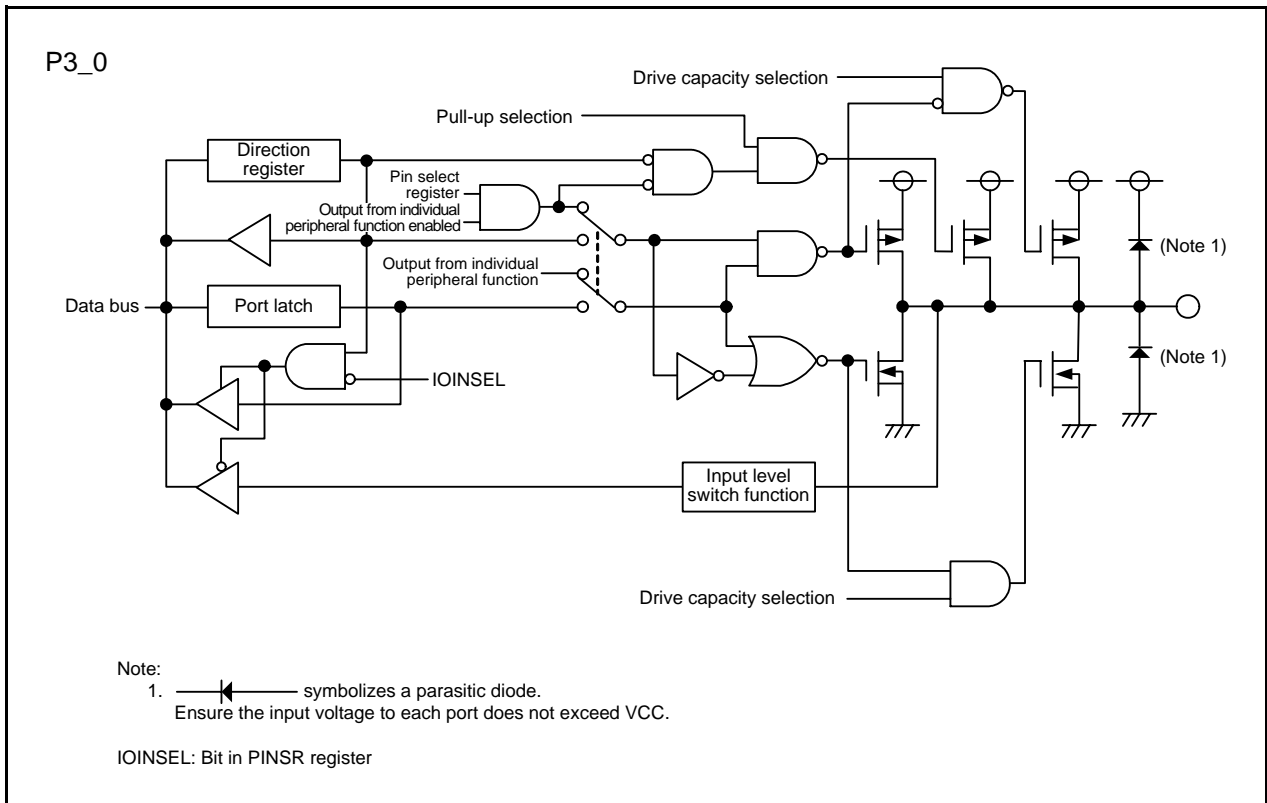 P3_0
Drive capacity selection
Pull-up selection
Direction
register
Pin select
register
Output from individual
peripheral function enabled
Output from individual
peripheral function
(Note 1)
Data bus
Port latch
(Note 1)
IOINSEL
Input level
switch function
Drive capacity selection
Note:
1. symbolizes a parasitic diode.
Ensure the input voltage to each port does not exceed VCC.
IOINSEL: Bit in PINSR register